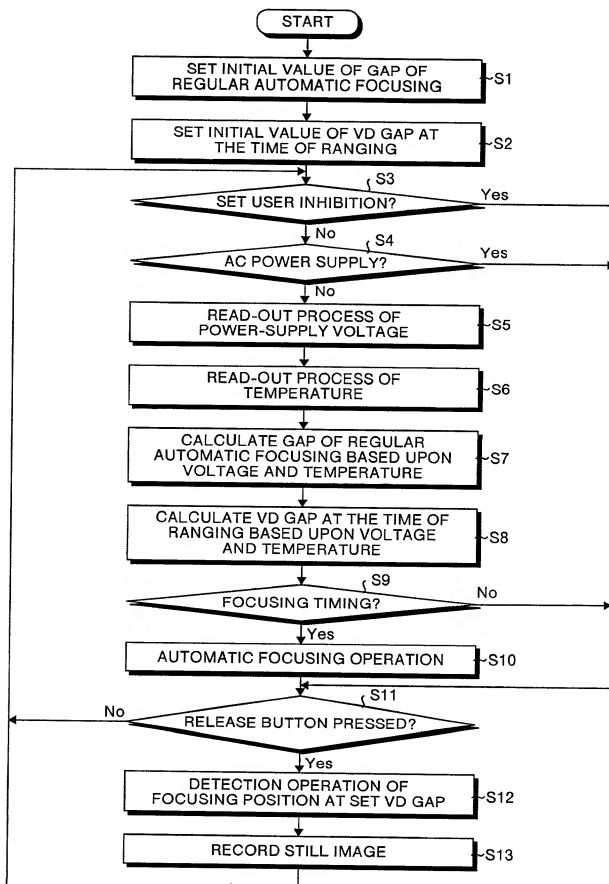 START
SET INITIAL VALUE OF GAP OF
REGULAR AUTOMATIC FOCUSING
S1
SET INITIAL VALUE OF VD GAP AT
THE TIME OF RANGING
S2
S3
SET USER INHIBITION?
Yes
No
S4
AC POWER SUPPLY?
Yes
No
READ-OUT PROCESS OF
POWER-SUPPLY VOLTAGE
S5
READ-OUT PROCESS OF
TEMPERATURE
S6
CALCULATE GAP OF REGULAR
AUTOMATIC FOCUSING BASED UPON
VOLTAGE AND TEMPERATURE
S7
CALCULATE VD GAP AT THE TIME OF
RANGING BASED UPON VOLTAGE
AND TEMPERATURE
S8
S9
FOCUSING TIMING?
No
Yes
AUTOMATIC FOCUSING OPERATION
S10
S11
No
RELEASE BUTTON PRESSED?
Yes
DETECTION OPERATION OF
FOCUSING POSITION AT SET VD GAP
S12
RECORD STILL IMAGE
S13